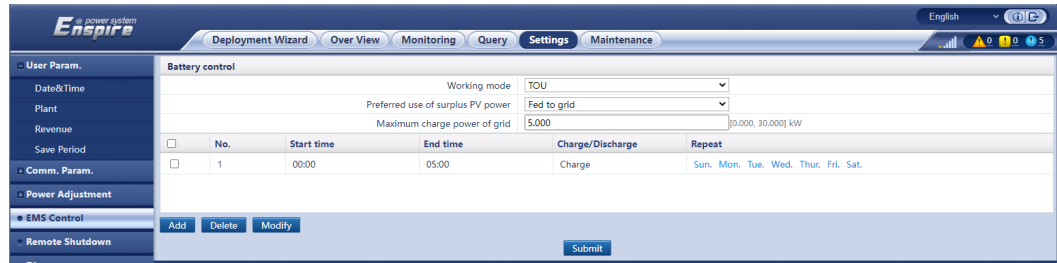 Enspire e power system
English
Deployment Wizard Over View Monitoring Query Settings Maintenance
0 0 5
User Param.
Date&Time
Plant
Revenue
Save Period
Comm. Param.
Power Adjustment
EMS Control
Remote Shutdown
Battery control
Working mode TOU
Preferred use of surplus PV power Fed to grid
Maximum charge power of grid 5.000 [0.000, 30.000] kW
No. Start time End time Charge/Discharge Repeat
1 00:00 05:00 Charge Sun. Mon. Tue. Wed. Thur. Fri. Sat.
Add Delete Modify
Submit